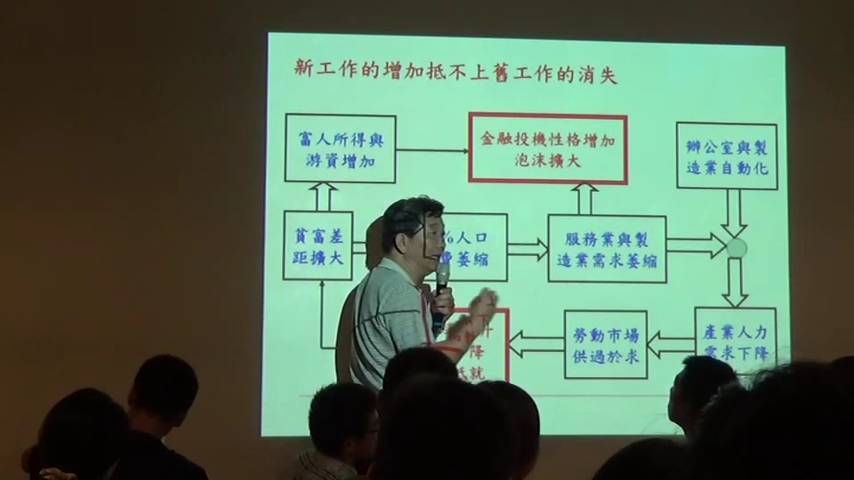 新工作的增加抵不上舊工作的消失
富人所得與
游資增加
金融投機性格增加
泡沫擴大
辦公室與製
造業自動化
貧富差
距擴大
%人口
費萎縮
服務業與製
造業需求萎縮
勞動市場
供過於求
產業人力
需求下降
降
低就